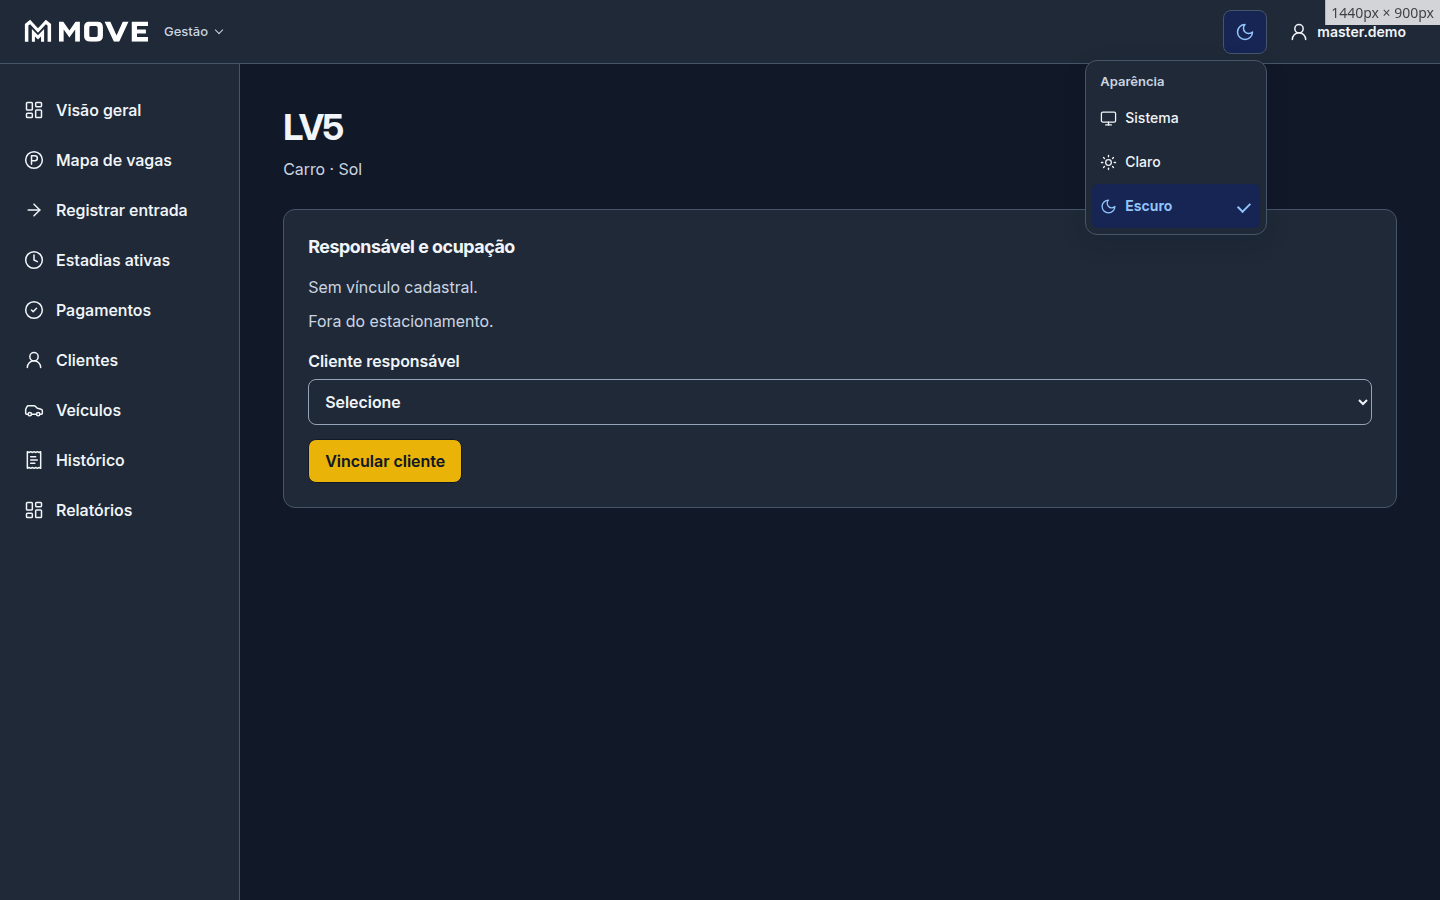 MOVE
Gestão
1440px × 900px
master.demo
Aparência
Sistema
Claro
Escuro
Visão geral
Mapa de vagas
Registrar entrada
Estadias ativas
Pagamentos
Clientes
Veículos
Histórico
Relatórios
LV5
Carro · Sol
Responsável e ocupação
Sem vínculo cadastral.
Fora do estacionamento.
Cliente responsável
Selecione
Vincular cliente